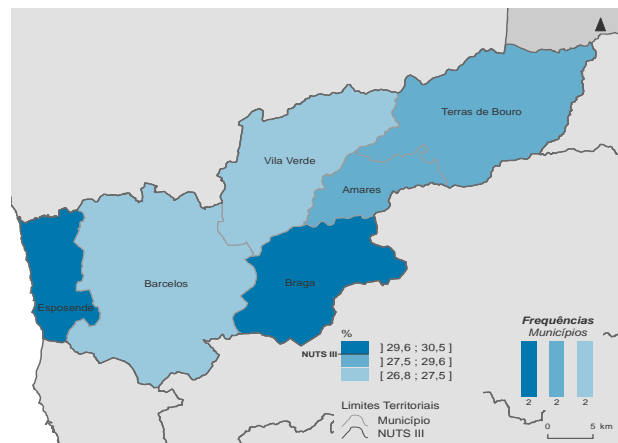 Terras de Bouro
Vila Verde
Amares
Barcelos
Braga
Esposende
%
] 29,6 ; 30,5 ]
NUTS III
] 27,5 ; 29,6 ]
[ 26,8 ; 27,5 ]
Limites Territoriais
Município
NUTS III
Frequências
Municípios
2 2 2
0 5 km